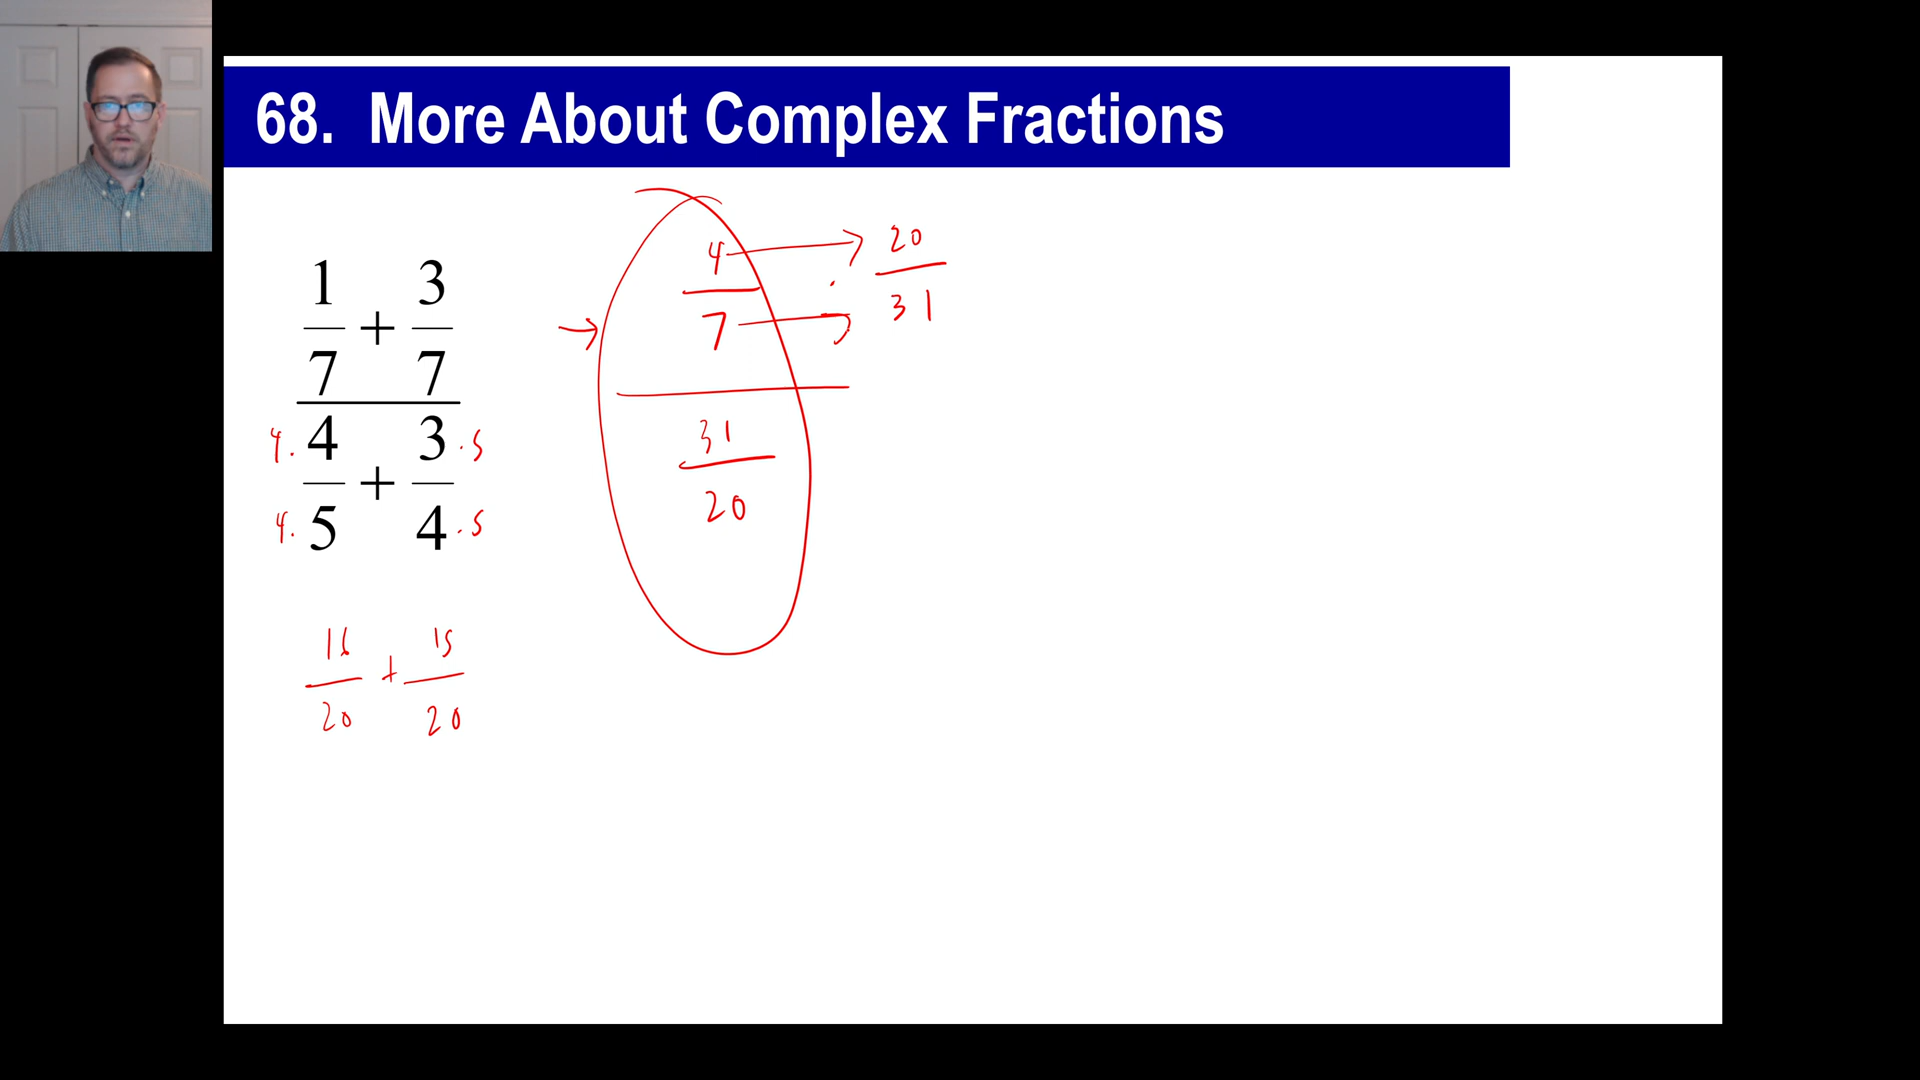 68. More About Complex Fractions
1/7 + 3/7
4 · 4/5 + 3/4 · 5
4 · · 5
16/20 + 15/20
→
4 → 20
7 → · 31
31
20